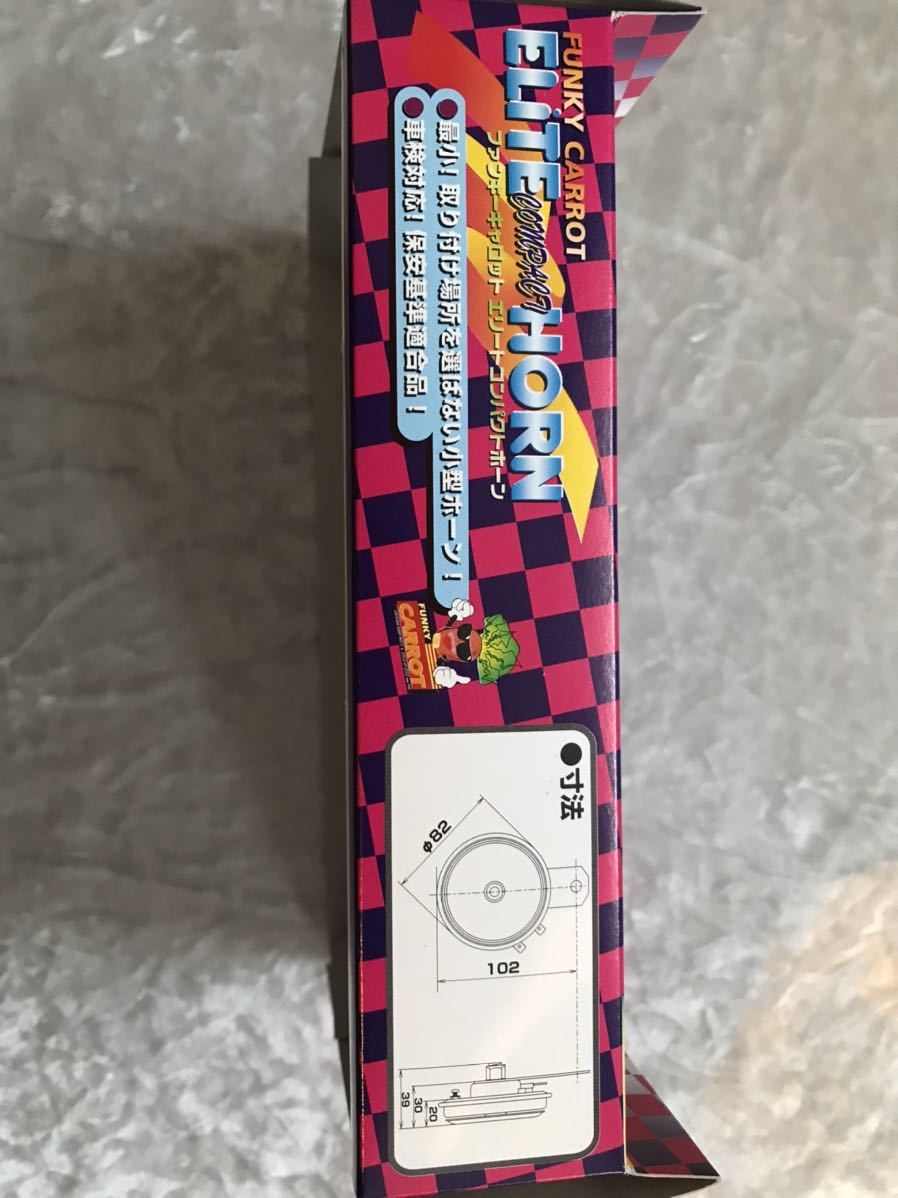 FUNKY CARROT
ELiTE COMPACT HORN
ファンキーキャロット エリートコンパクトホーン
●最小！取り付け場所を選ばない小型ホーン！
●車検対応！保安基準適合品！
FUNKY
CARROT
●寸法
φ82
102
20
30
39